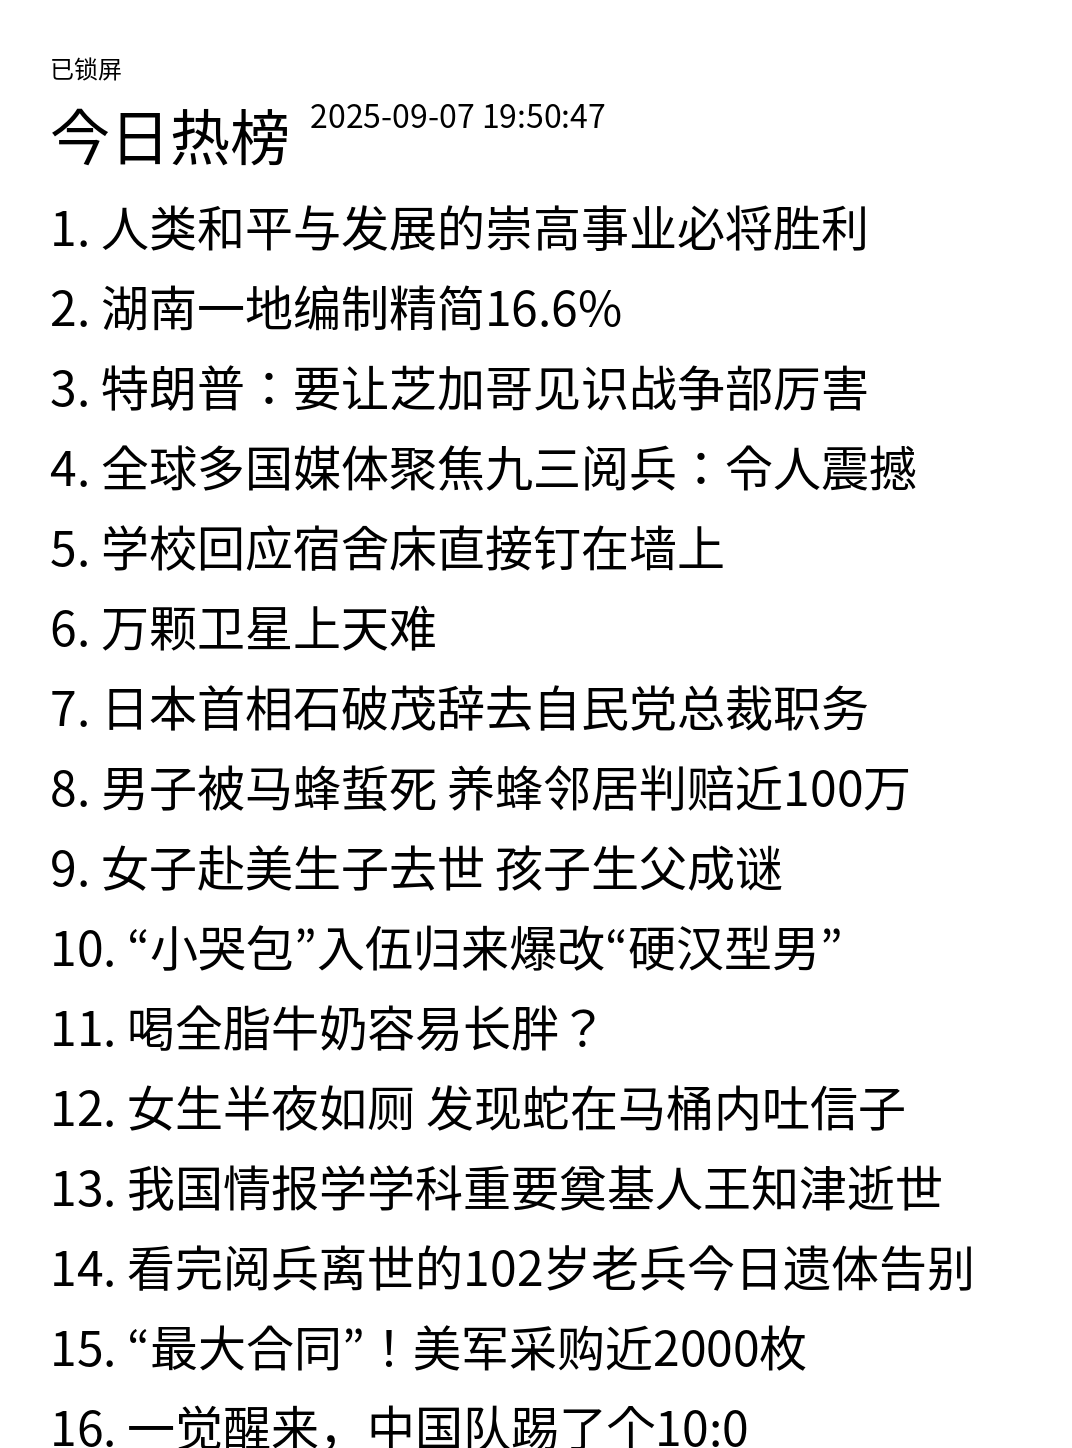 已锁屏
今日热榜 2025-09-07 19:50:47
1. 人类和平与发展的崇高事业必将胜利
2. 湖南一地编制精简16.6%
3. 特朗普：要让芝加哥见识战争部厉害
4. 全球多国媒体聚焦九三阅兵：令人震撼
5. 学校回应宿舍床直接钉在墙上
6. 万颗卫星上天难
7. 日本首相石破茂辞去自民党总裁职务
8. 男子被马蜂蜇死 养蜂邻居判赔近100万
9. 女子赴美生子去世 孩子生父成谜
10. “小哭包”入伍归来爆改“硬汉型男”
11. 喝全脂牛奶容易长胖？
12. 女生半夜如厕 发现蛇在马桶内吐信子
13. 我国情报学学科重要奠基人王知津逝世
14. 看完阅兵离世的102岁老兵今日遗体告别
15. “最大合同”！美军采购近2000枚
16. 一觉醒来，中国队踢了个10:0